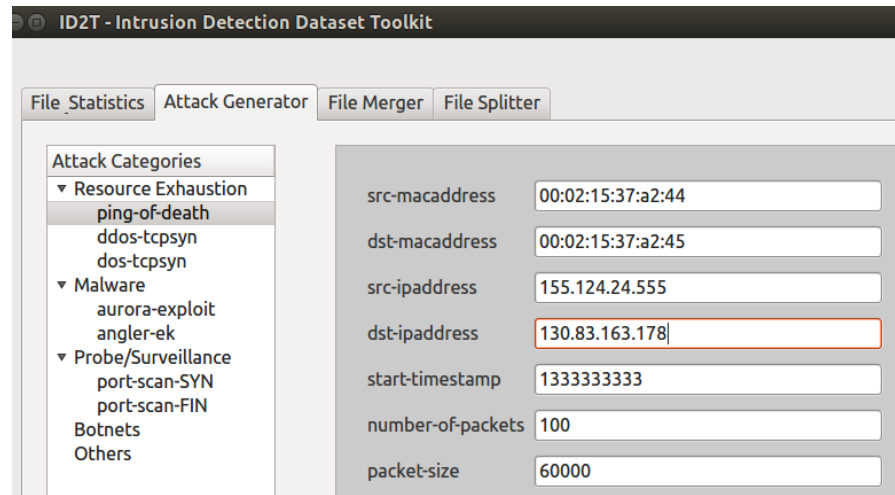 ID2T - Intrusion Detection Dataset Toolkit
File_Statistics Attack Generator File Merger File Splitter
Attack Categories
Resource Exhaustion
ping-of-death
ddos-tcpsyn
dos-tcpsyn
Malware
aurora-exploit
angler-ek
Probe/Surveillance
port-scan-SYN
port-scan-FIN
Botnets
Others
src-macaddress 00:02:15:37:a2:44
dst-macaddress 00:02:15:37:a2:45
src-ipaddress 155.124.24.555
dst-ipaddress 130.83.163.178
start-timestamp 1333333333
number-of-packets 100
packet-size 60000